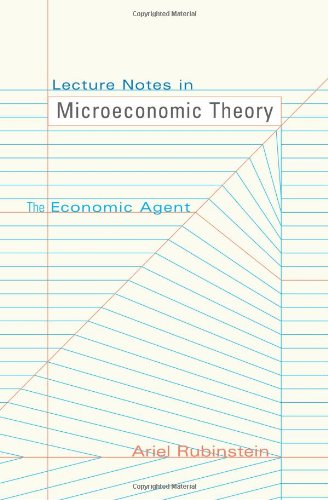 Lecture Notes in
Microeconomic Theory
The Economic Agent
Ariel Rubinstein